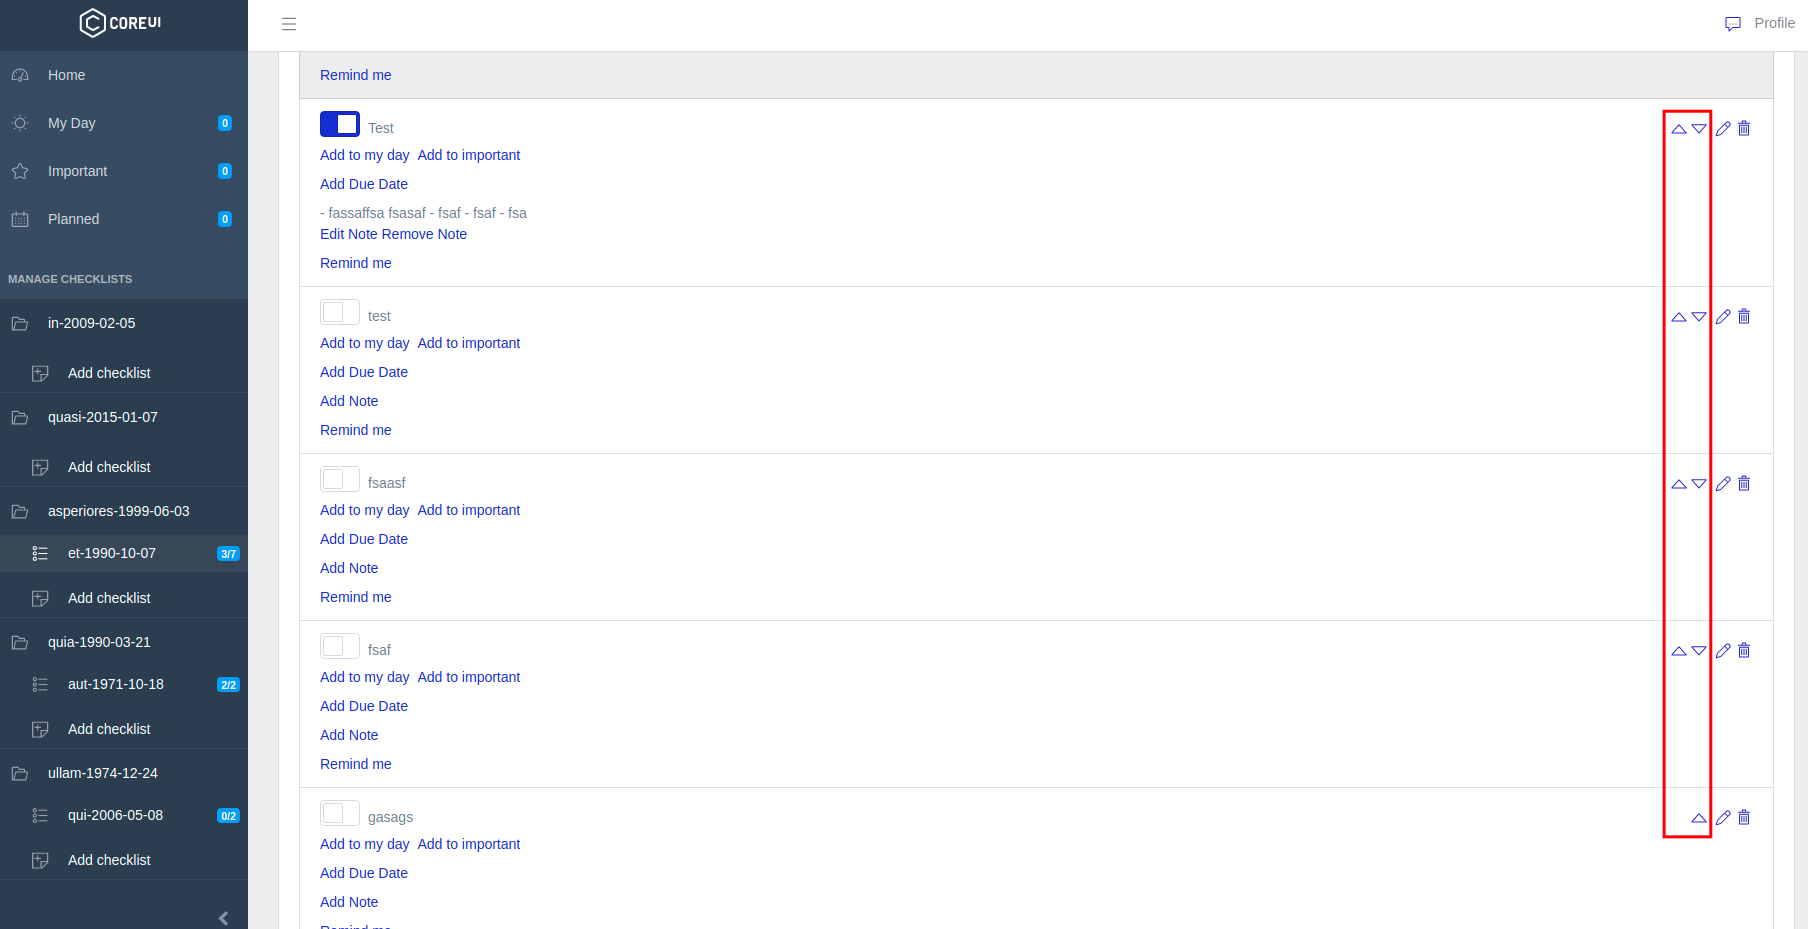 COREUI
Profile
Home
My Day 0
Important 0
Planned 0
MANAGE CHECKLISTS
in-2009-02-05
Add checklist
quasi-2015-01-07
Add checklist
asperiores-1999-06-03
et-1990-10-07 3/7
Add checklist
quia-1990-03-21
aut-1971-10-18 2/2
Add checklist
ullam-1974-12-24
qui-2006-05-08 0/2
Add checklist
Remind me
Test
Add to my day Add to important
Add Due Date
- fassaffsa fsasaf - fsaf - fsaf - fsa
Edit Note Remove Note
Remind me
test
Add to my day Add to important
Add Due Date
Add Note
Remind me
fsaasf
Add to my day Add to important
Add Due Date
Add Note
Remind me
fsaf
Add to my day Add to important
Add Due Date
Add Note
Remind me
gasags
Add to my day Add to important
Add Due Date
Add Note
Remind me